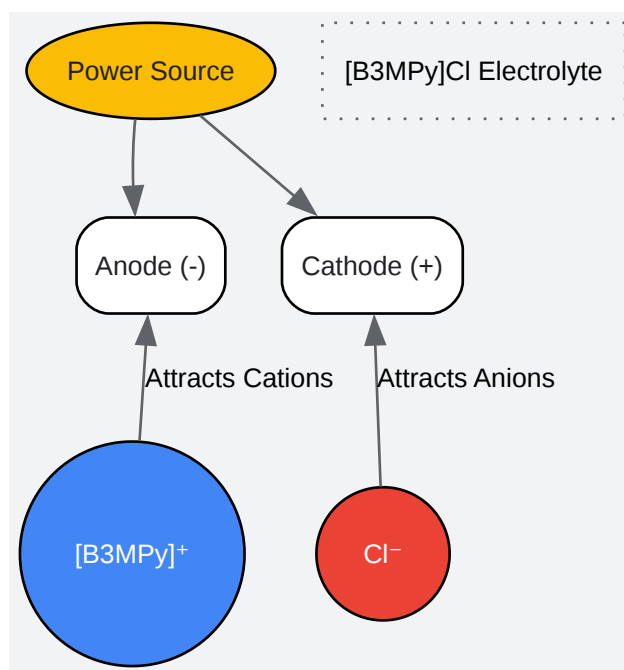 Power Source
[B3MPy]Cl Electrolyte
Anode (-)
Cathode (+)
Attracts Cations
Attracts Anions
[B3MPy]⁺
Cl⁻